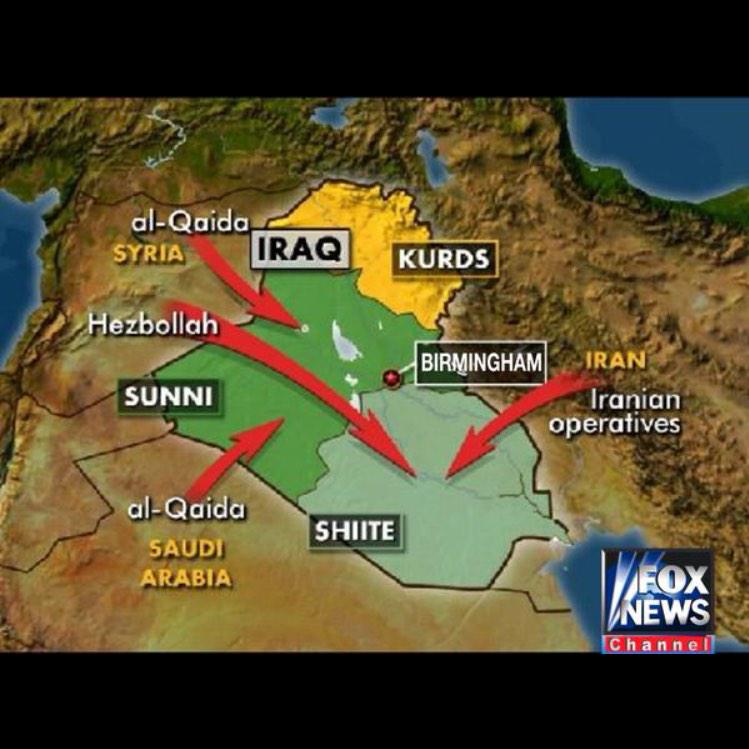 al-Qaida
SYRIA
IRAQ
KURDS
Hezbollah
BIRMINGHAM
IRAN
SUNNI
Iranian
operatives
al-Qaida
SHIITE
SAUDI
ARABIA
FOX
NEWS
Channel